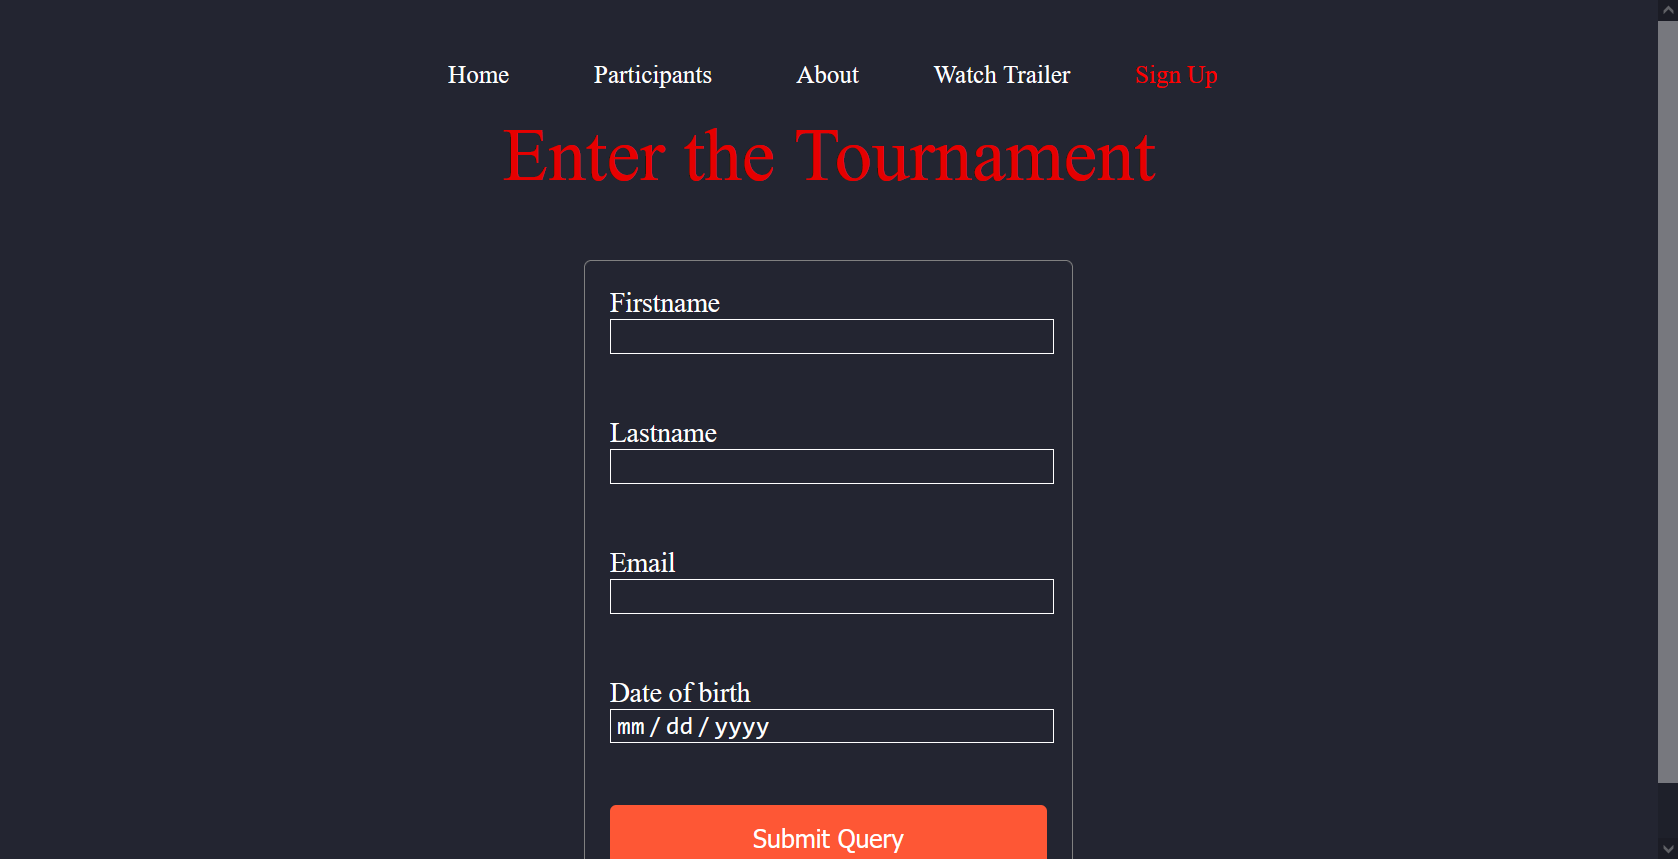 Home Participants About Watch Trailer Sign Up
Enter the Tournament
Firstname
Lastname
Email
Date of birth
mm / dd / yyyy
Submit Query